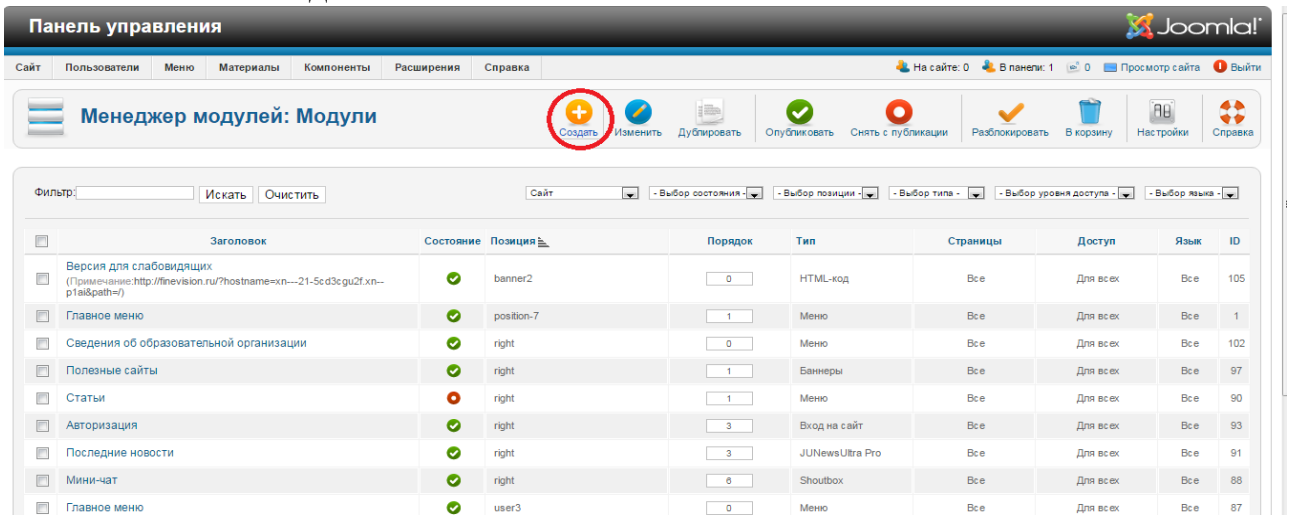 Панель управления
Joomla!
Сайт Пользователи Меню Материалы Компоненты Расширения Справка На сайте: 0 В панели: 1 0 Просмотр сайта Выйти
Менеджер модулей: Модули
Создать Изменить Дублировать Опубликовать Снять с публикации Разблокировать В корзину Настройки Справка
Фильтр: Искать Очистить Сайт - Выбор состояния - - Выбор позиции - - Выбор типа - - Выбор уровня доступа - - Выбор языка -
Заголовок Состояние Позиция Порядок Тип Страницы Доступ Язык ID
Версия для слабовидящих
(Примечание:http://finevision.ru/?hostname=xn---21-5cd3cgu2f.xn--
p1ai&path=/)
banner2 0 HTML-код Все Для всех Все 105
Главное меню position-7 1 Меню Все Для всех Все 1
Сведения об образовательной организации right 0 Меню Все Для всех Все 102
Полезные сайты right 1 Баннеры Все Для всех Все 97
Статьи right 1 Меню Все Для всех Все 90
Авторизация right 3 Вход на сайт Все Для всех Все 93
Последние новости right 3 JUNewsUltra Pro Все Для всех Все 91
Мини-чат right 6 Shoutbox Все Для всех Все 88
Главное меню user3 0 Меню Все Для всех Все 87